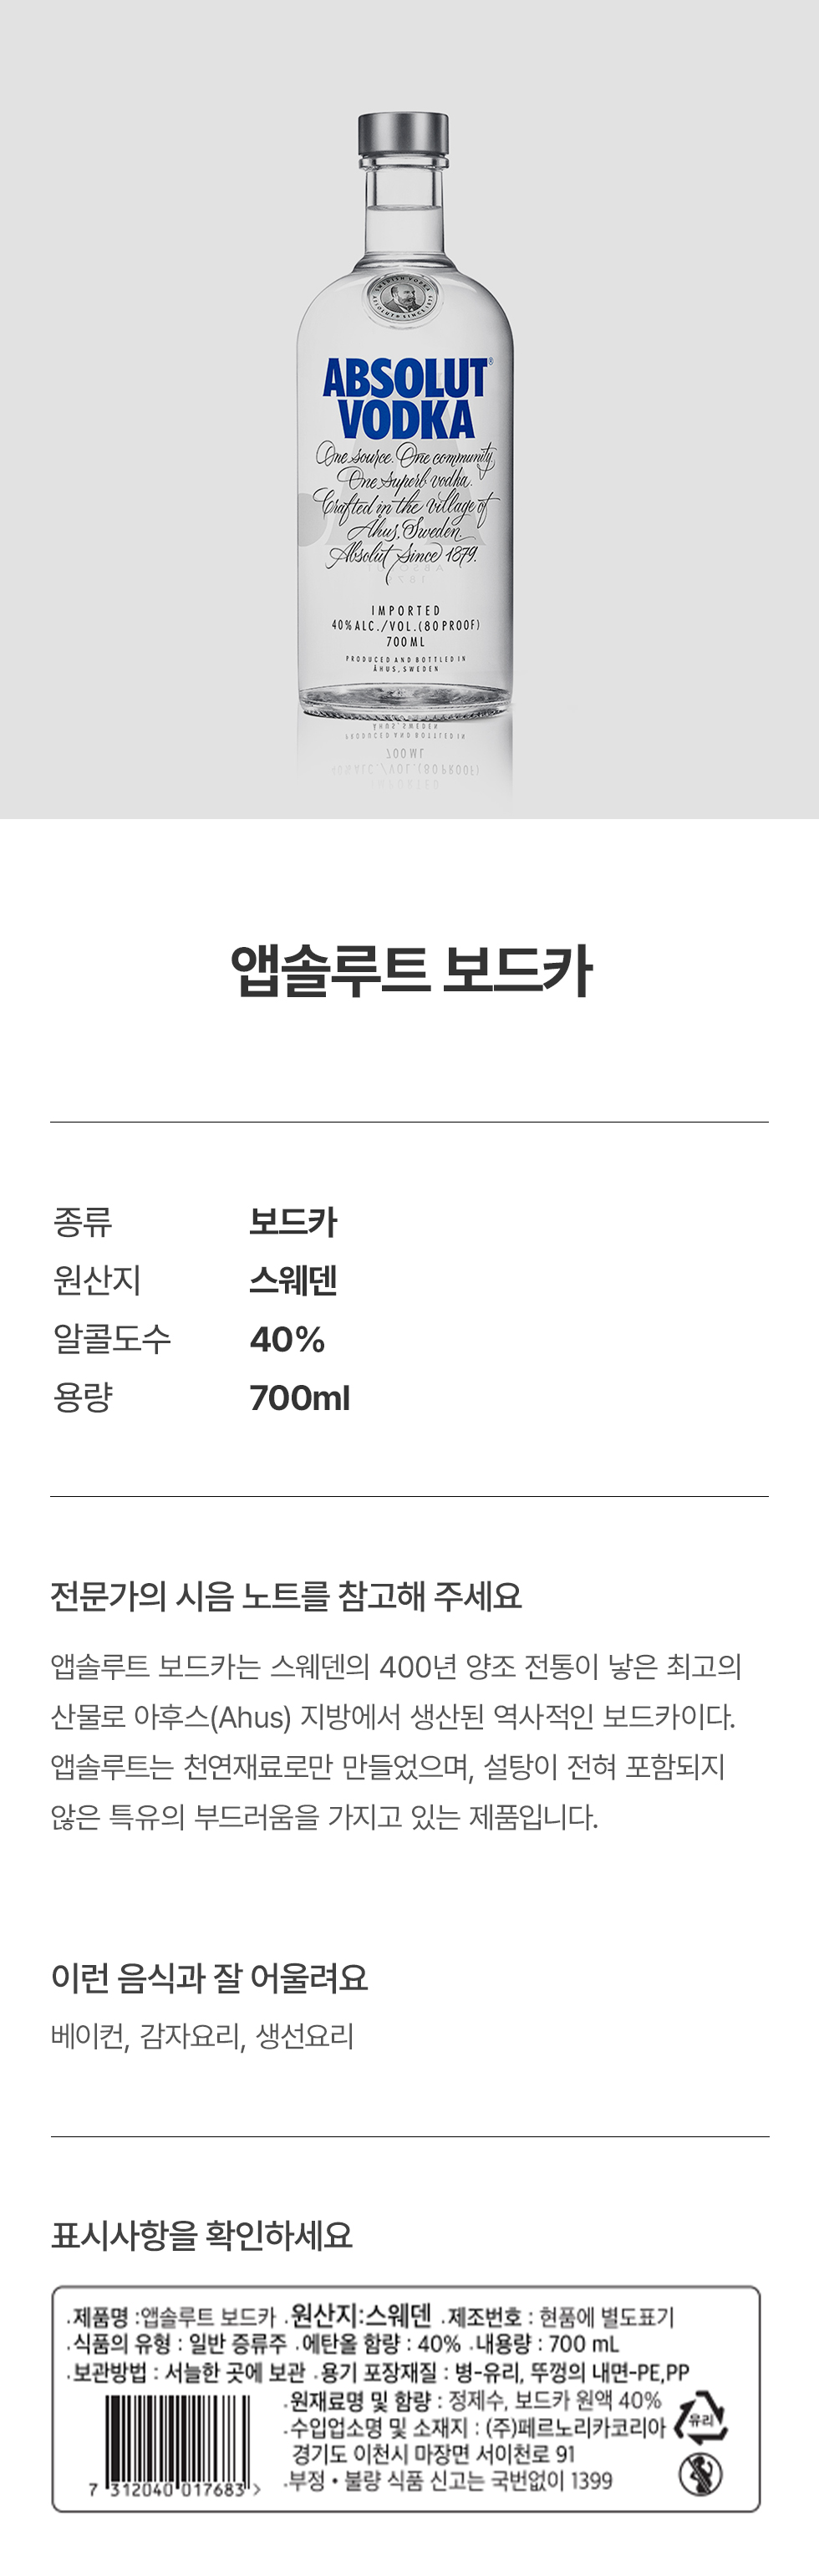 SWEDISH VODKA
ABSOLUT SINCE 1879
ABSOLUT®
VODKA
One source. One community.
One superb vodka.
Crafted in the village of
Åhus, Sweden.
Absolut Since 1879.
IMPORTED
40%ALC./VOL.(80PROOF)
700ML
PRODUCED AND BOTTLED IN
ÅHUS, SWEDEN
앱솔루트 보드카
종류 보드카
원산지 스웨덴
알콜도수 40%
용량 700ml
전문가의 시음 노트를 참고해 주세요
앱솔루트 보드카는 스웨덴의 400년 양조 전통이 낳은 최고의
산물로 아후스(Ahus) 지방에서 생산된 역사적인 보드카이다.
앱솔루트는 천연재료로만 만들었으며, 설탕이 전혀 포함되지
않은 특유의 부드러움을 가지고 있는 제품입니다.
이런 음식과 잘 어울려요
베이컨, 감자요리, 생선요리
표시사항을 확인하세요
.제품명 :앱솔루트 보드카 .원산지:스웨덴 .제조번호 : 현품에 별도표기
.식품의 유형 : 일반 증류주 .에탄올 함량 : 40% .내용량 : 700 mL
.보관방법 : 서늘한 곳에 보관 .용기 포장재질 : 병-유리, 뚜껑의 내면-PE,PP
.원재료명 및 함량 : 정제수, 보드카 원액 40%
.수입업소명 및 소재지 : (주)페르노리카코리아
경기도 이천시 마장면 서이천로 91
.부정 • 불량 식품 신고는 국번없이 1399
유리
7 312040 017683 >